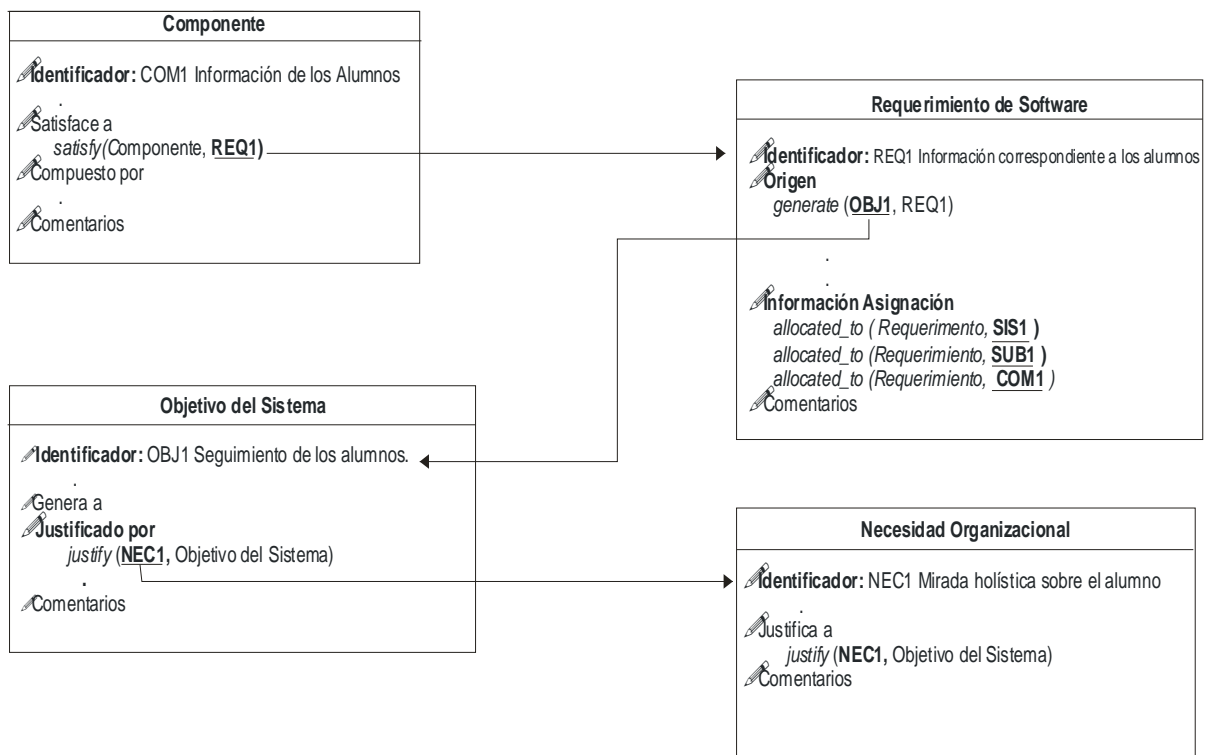 Componente
Identificador: COM1 Información de los Alumnos
.
Satisface a
satisfy(Componente, REQ1)
Compuesto por
.
Comentarios
Requerimiento de Software
Identificador: REQ1 Información correspondiente a los alumnos
Origen
generate (OBJ1, REQ1)
.
.
Información Asignación
allocated_to ( Requerimento, SIS1 )
allocated_to (Requerimiento, SUB1 )
allocated_to (Requerimiento, COM1 )
Comentarios
Objetivo del Sistema
Identificador: OBJ1 Seguimiento de los alumnos.
.
Genera a
Justificado por
justify (NEC1, Objetivo del Sistema)
.
Comentarios
Necesidad Organizacional
Identificador: NEC1 Mirada holística sobre el alumno
.
Justifica a
justify (NEC1, Objetivo del Sistema)
Comentarios